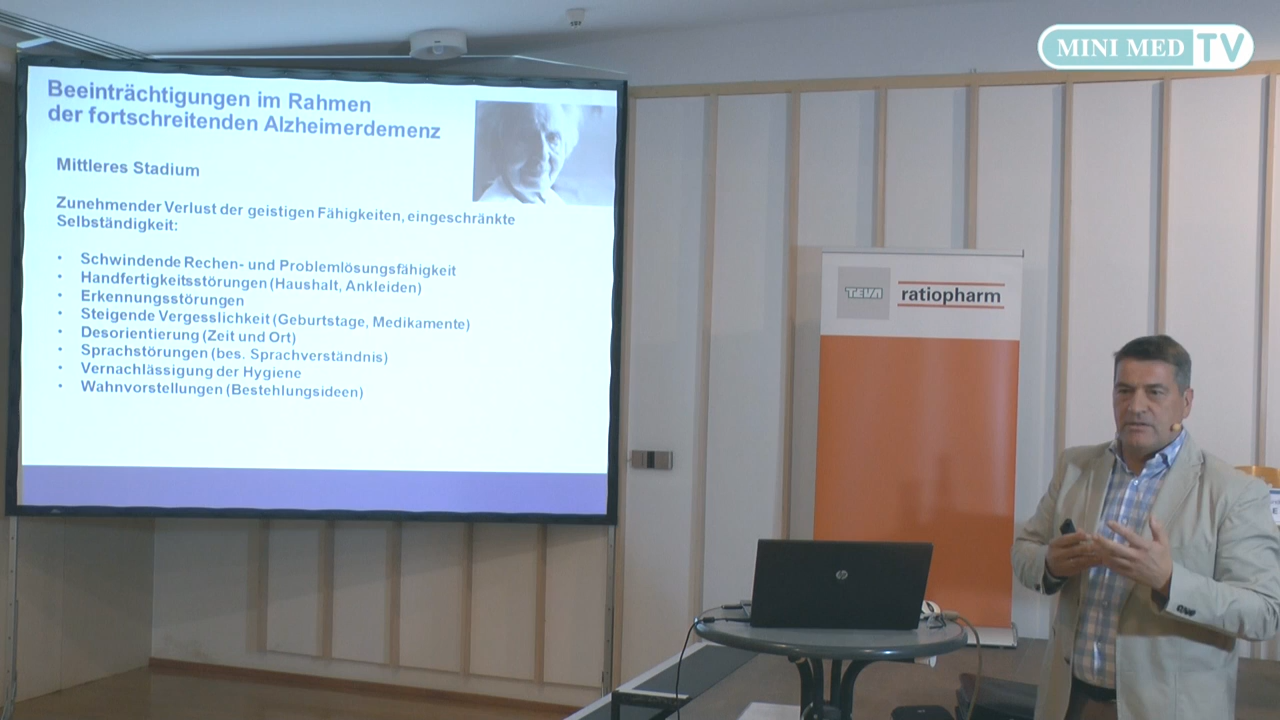 MINI MED TV
Beeinträchtigungen im Rahmen
der fortschreitenden Alzheimerdemenz
Mittleres Stadium
Zunehmender Verlust der geistigen Fähigkeiten, eingeschränkte
Selbständigkeit:
• Schwindende Rechen- und Problemlösungsfähigkeit
• Handfertigkeitsstörungen (Haushalt, Ankleiden)
• Erkennungsstörungen
• Steigende Vergesslichkeit (Geburtstage, Medikamente)
• Desorientierung (Zeit und Ort)
• Sprachstörungen (bes. Sprachverständnis)
• Vernachlässigung der Hygiene
• Wahnvorstellungen (Bestehlungsideen)
TEVA
ratiopharm
hp